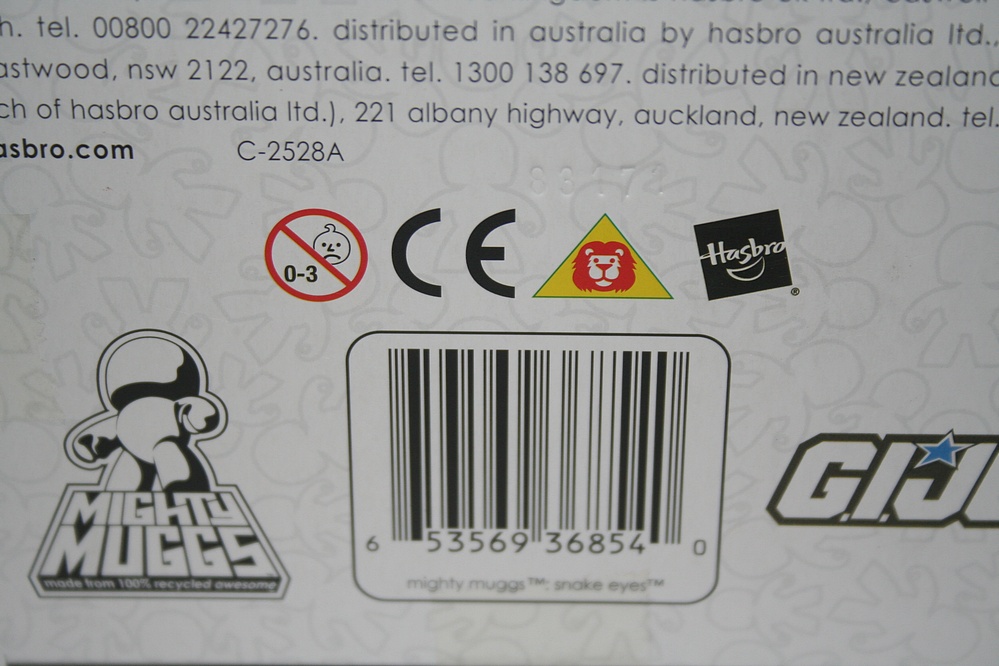 h. tel. 00800 22427276. distributed in australia by hasbro australia ltd.,
astwood, nsw 2122, australia. tel. 1300 138 697. distributed in new zealand
ch of hasbro australia ltd.), 221 albany highway, auckland, new zealand. tel.
asbro.com C-2528A
83171
0-3 CE Hasbro ®
MIGHTY
MUGGS
made from 100% recycled awesome
6 53569 36854 0
mighty muggs™: snake eyes™
G.I.JO